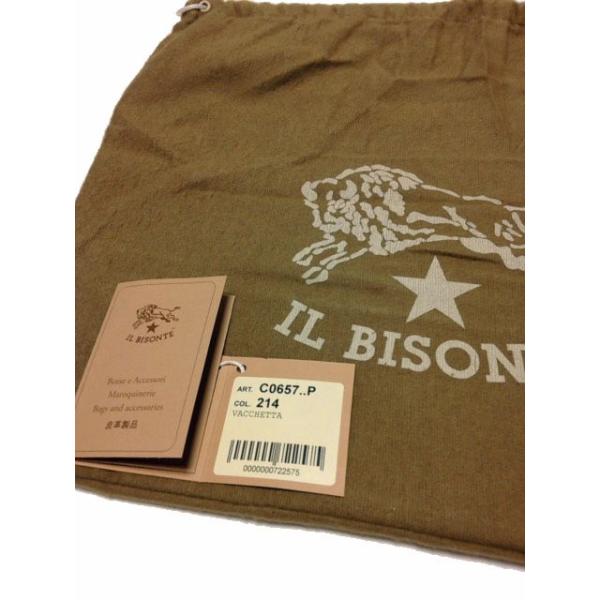 IL BISONTE
IL BISONTE
Borse e Accessori
Maroquinerie
Bags and accessories
皮革製品
ART. C0657..P
COL. 214
VACCHETTA
0000000722575